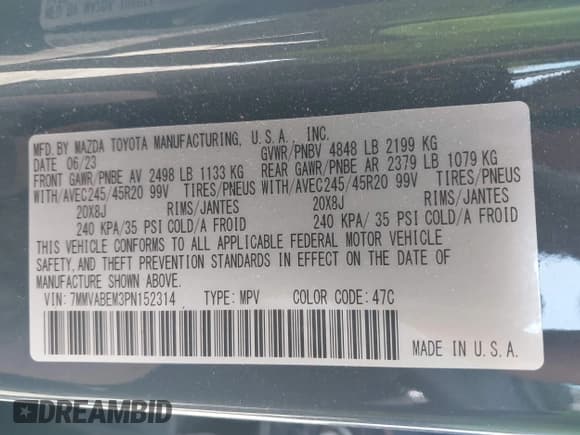 MFD. BY MAZDA TOYOTA MANUFACTURING, U.S.A., INC.
DATE 06/23 GVWR/PNBV 4848 LB 2199 KG
FRONT GAWR/PNBE AV 2498 LB 1133 KG REAR GAWR/PNBE AR 2379 LB 1079 KG
WITH/AVEC245/45R20 99V TIRES/PNEUS WITH/AVEC245/45R20 99V TIRES/PNEUS
20X8J RIMS/JANTES 20X8J RIMS/JANTES
240 KPA/35 PSI COLD/A FROID 240 KPA/ 35 PSI COLD/A FROID
THIS VEHICLE CONFORMS TO ALL APPLICABLE FEDERAL MOTOR VEHICLE
SAFETY, AND THEFT PREVENTION STANDARDS IN EFFECT ON THE DATE OF
MANUFACTURE SHOWN ABOVE.
VIN: 7MMVABEM3PN152314 TYPE: MPV COLOR CODE: 47C
MADE IN U.S.A.
DREAMBID